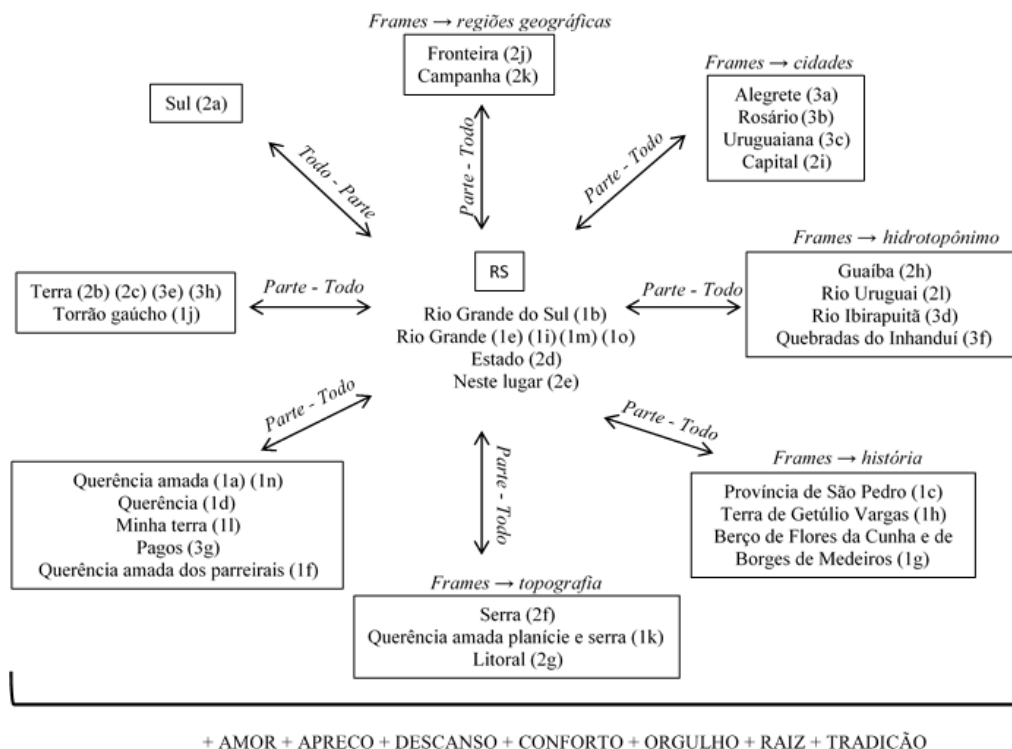 Frames → regiões geográficas
Fronteira (2j)
Campanha (2k)
Frames → cidades
Alegrete (3a)
Rosário (3b)
Uruguaiana (3c)
Capital (2i)
Sul (2a)
Todo - Parte
Parte - Todo
Parte - Todo
Frames → hidrotopônimo
Guaíba (2h)
Rio Uruguai (2l)
Rio Ibirapuitã (3d)
Quebradas do Inhanduí (3f)
Terra (2b) (2c) (3e) (3h)
Torrão gaúcho (1j)
Parte - Todo
RS
Rio Grande do Sul (1b)
Rio Grande (1e) (1i) (1m) (1o)
Estado (2d)
Neste lugar (2e)
Parte - Todo
Parte - Todo
Parte - Todo
Parte - Todo
Querência amada (1a) (1n)
Querência (1d)
Minha terra (1l)
Pagos (3g)
Querência amada dos parreirais (1f)
Frames → história
Província de São Pedro (1c)
Terra de Getúlio Vargas (1h)
Berço de Flores da Cunha e de
Borges de Medeiros (1g)
Frames → topografia
Serra (2f)
Querência amada planície e serra (1k)
Litoral (2g)
+ AMOR + APREÇO + DESCANSO + CONFORTO + ORGULHO + RAIZ + TRADIÇÃO